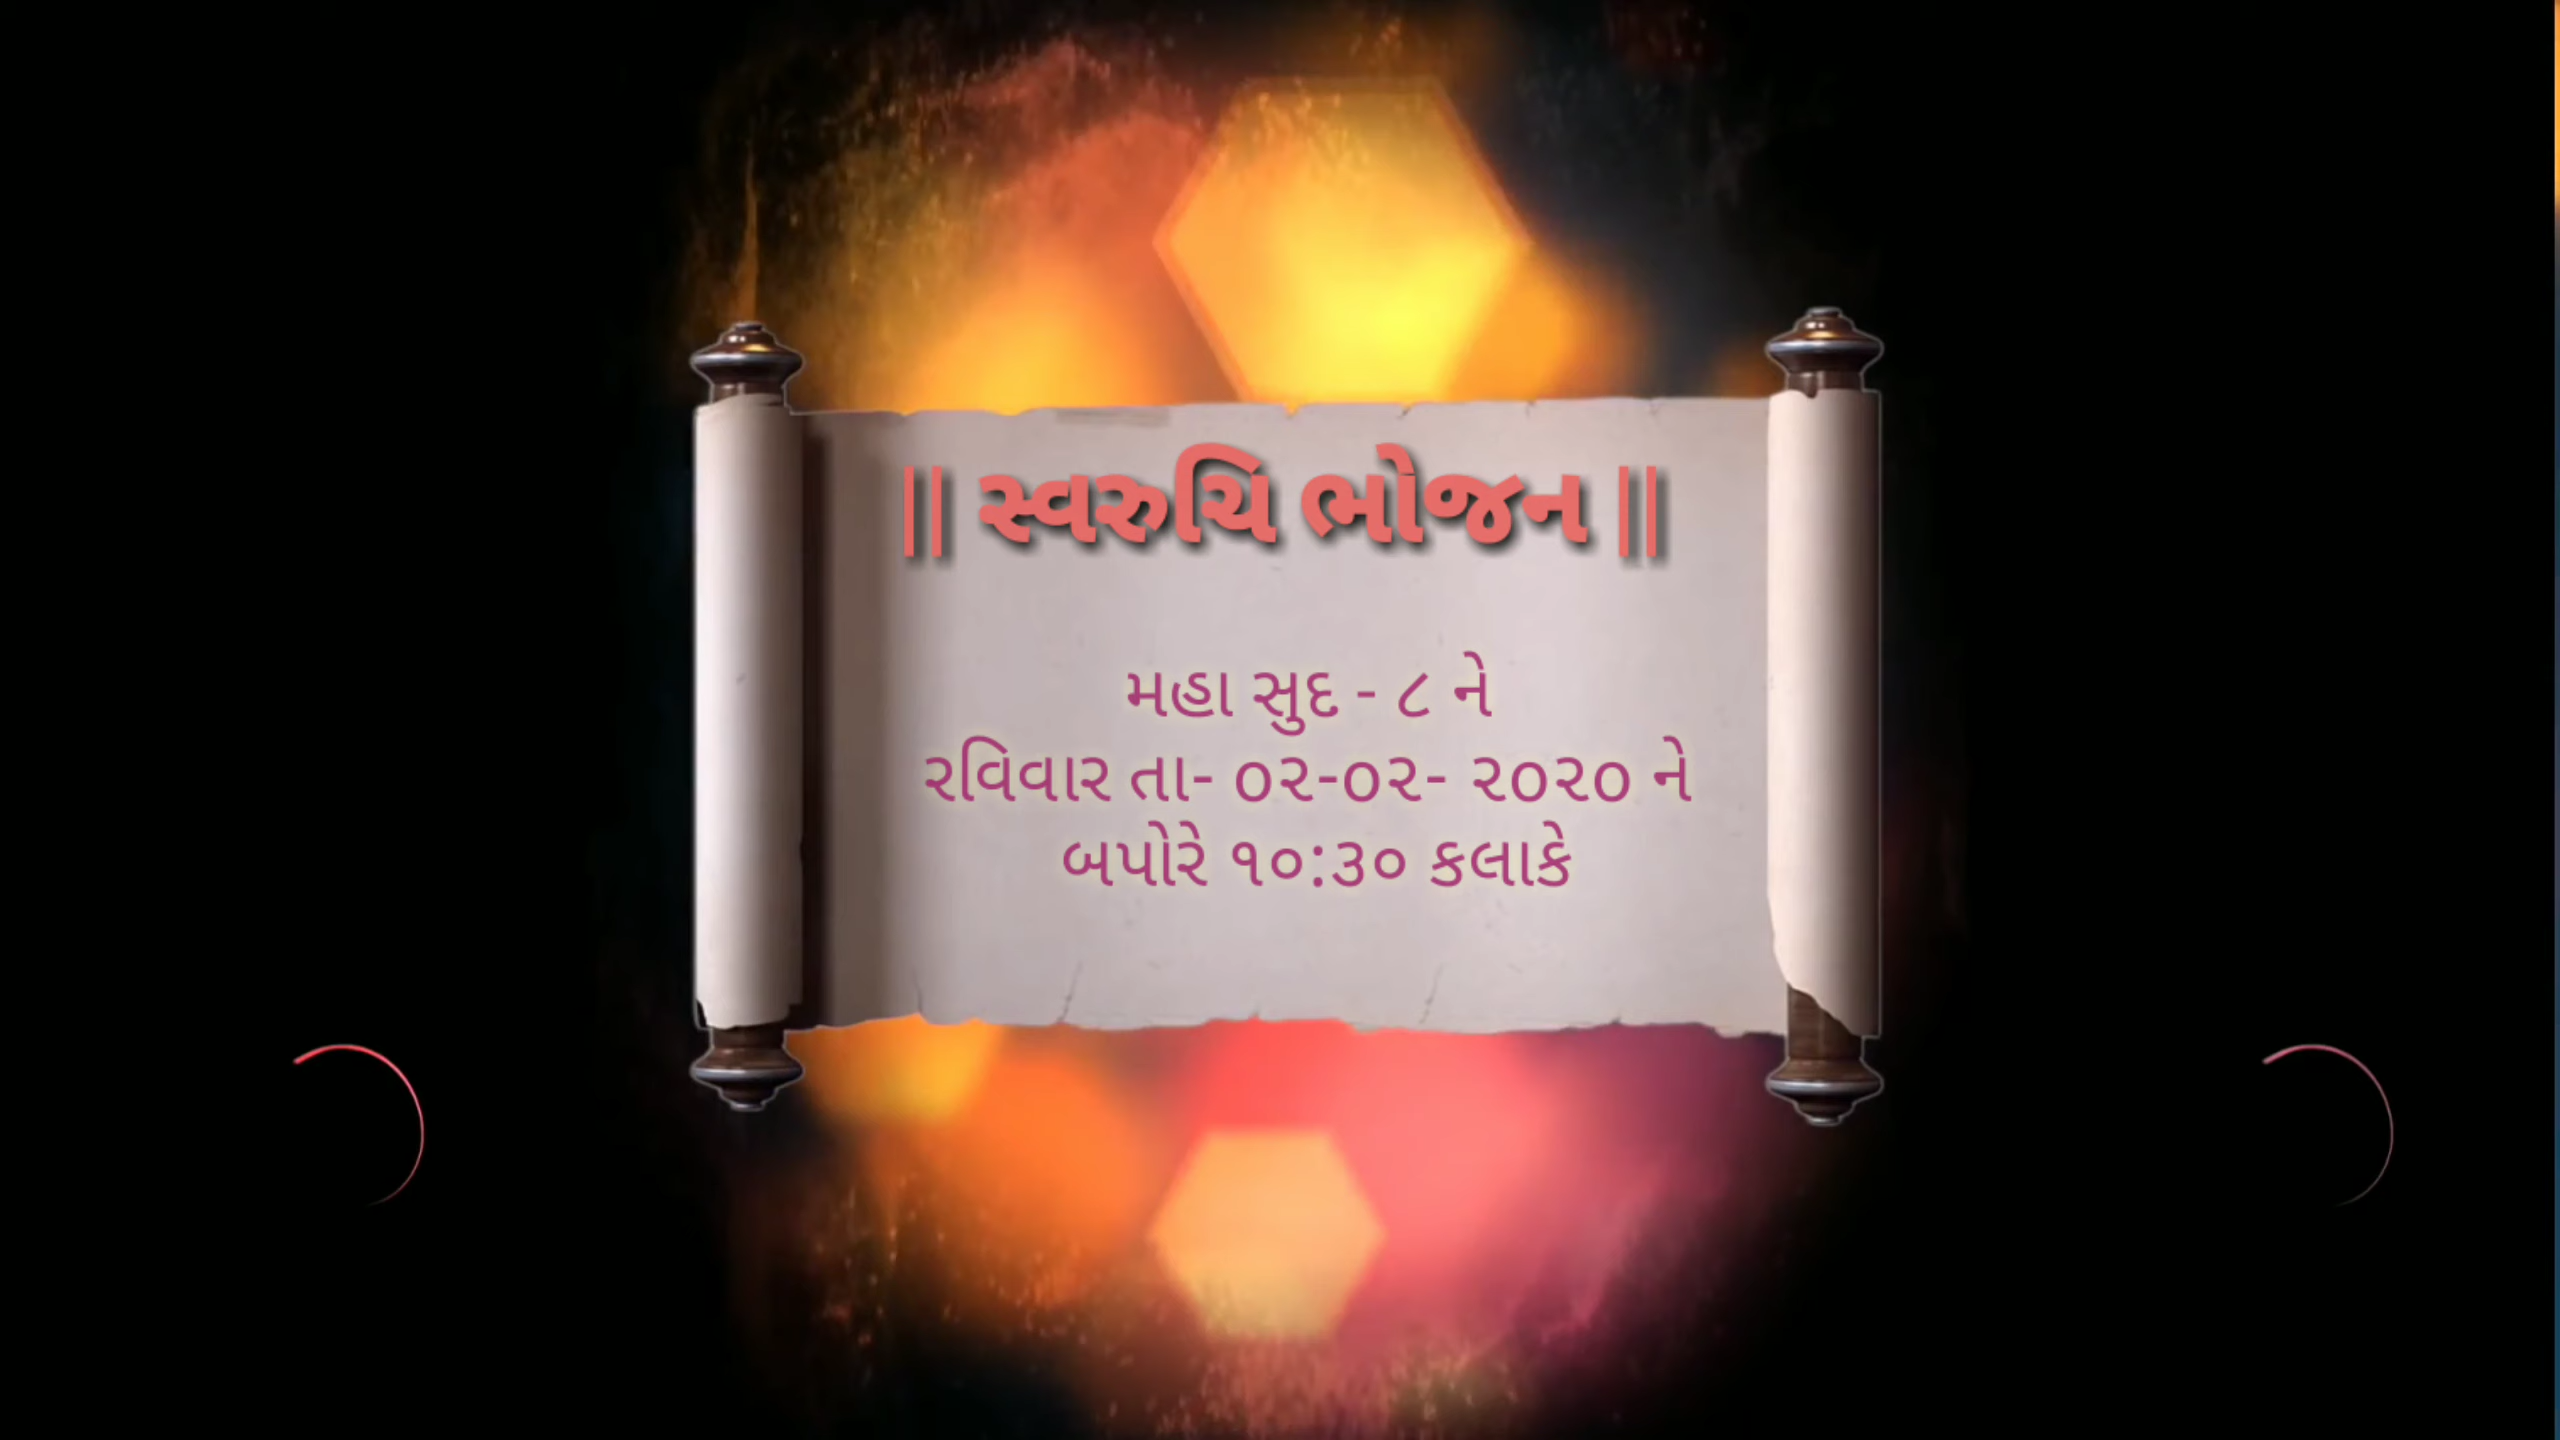 || સ્વરુચિ ભોજન ||
મહા સુદ - ૮ ને
રવિવાર તા- ૦૨-૦૨- ૨૦૨૦ ને
બપોરે ૧૦:૩૦ કલાકે